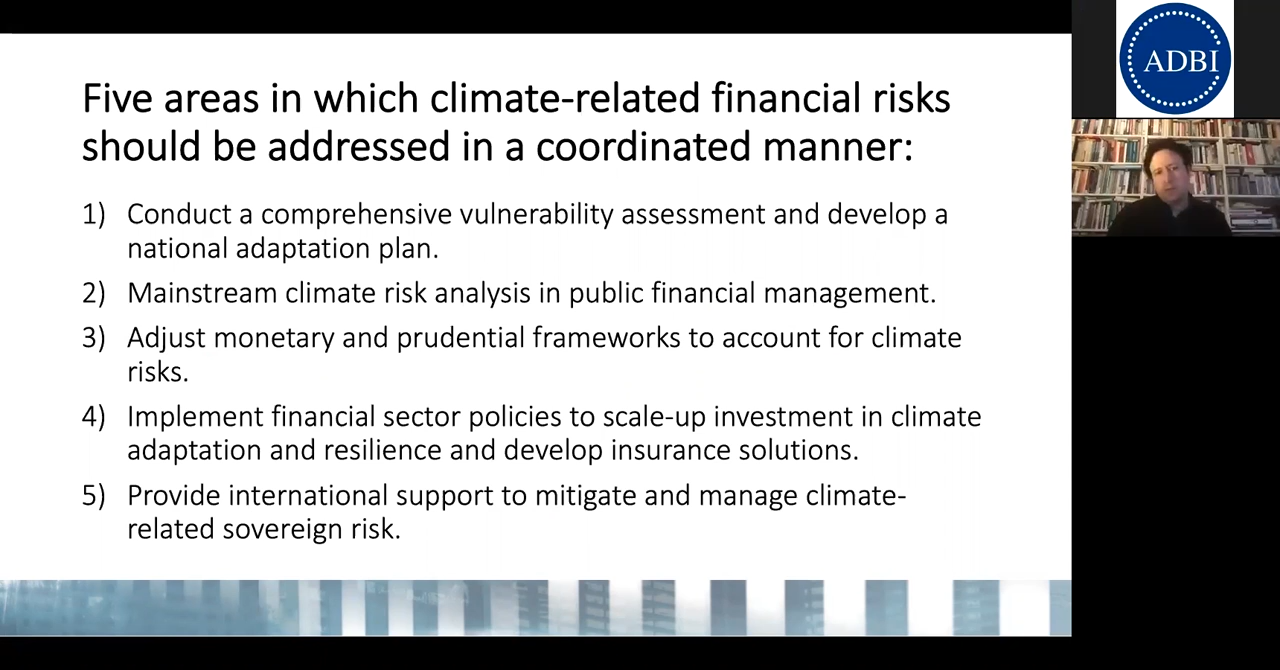 Five areas in which climate-related financial risks
should be addressed in a coordinated manner:
1) Conduct a comprehensive vulnerability assessment and develop a
national adaptation plan.
2) Mainstream climate risk analysis in public financial management.
3) Adjust monetary and prudential frameworks to account for climate
risks.
4) Implement financial sector policies to scale-up investment in climate
adaptation and resilience and develop insurance solutions.
5) Provide international support to mitigate and manage climate-
related sovereign risk.
ADBI